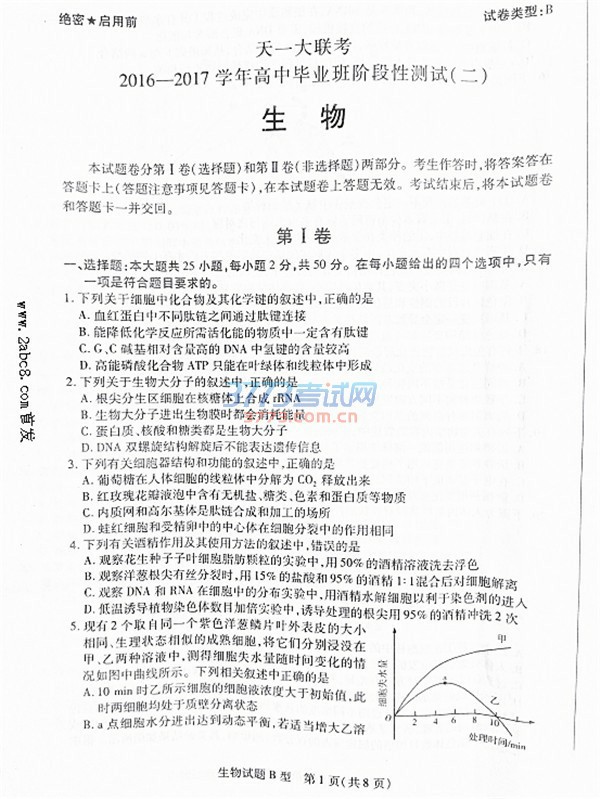 绝密★启用前
试卷类型:B
天一大联考
2016—2017学年高中毕业班阶段性测试(二)
生 物
本试题卷分第Ⅰ卷(选择题)和第Ⅱ卷(非选择题)两部分。考生作答时,将答案答在
答题卡上(答题注意事项见答题卡),在本试题卷上答题无效。考试结束后,将本试题卷
和答题卡一并交回。
第Ⅰ卷
一、选择题:本大题共25小题,每小题2分,共50分。在每小题给出的四个选项中,只有
一项是符合题目要求的。
1. 下列关于细胞中化合物及其化学键的叙述中,正确的是
A. 血红蛋白中不同肽链之间通过肽键连接
B. 能降低化学反应所需活化能的物质中一定含有肽键
C. G、C碱基相对含量高的DNA中氢键的含量较高
D. 高能磷酸化合物ATP只能在叶绿体和线粒体中形成
2. 下列关于生物大分子的叙述中,正确的是
A. 根尖分生区细胞在核糖体上合成rRNA
B. 生物大分子进出生物膜时都会消耗能量
C. 蛋白质、核酸和糖类都是生物大分子
D. DNA双螺旋结构解旋后不能表达遗传信息
3. 下列有关细胞器结构和功能的叙述中,正确的是
A. 葡萄糖在人体细胞的线粒体中分解为CO₂释放出来
B. 红玫瑰花瓣液泡中含有无机盐、糖类、色素和蛋白质等物质
C. 内质网和高尔基体是肽链合成和加工的场所
D. 蛙红细胞和受精卵中的中心体在细胞分裂中的作用相同
4. 下列有关酒精作用及其使用方法的叙述中,错误的是
A. 观察花生种子子叶细胞脂肪颗粒的实验中,用50%的酒精溶液洗去浮色
B. 观察洋葱根尖有丝分裂时,用15%的盐酸和95%的酒精1:1混合后对细胞解离
C. 观察DNA和RNA在细胞中的分布实验中,用酒精水解细胞以利于染色剂的进入
D. 低温诱导植物染色体数目加倍实验中,诱导处理的根尖用95%的酒精冲洗2次
5. 现有2个取自同一个紫色洋葱鳞片叶外表皮的大小
相同、生理状态相似的成熟细胞,将它们分别浸没在
甲、乙两种溶液中,测得细胞失水量随时间变化的情
况如图中曲线所示。下列相关叙述中正确的是
A. 10 min时乙所示细胞的细胞液浓度大于初始值,此
时两细胞均处于质壁分离状态
B. a点细胞水分进出达到动态平衡,若适当增大乙溶
细胞失水量
甲
a
乙
0 2 4 6 8 10
处理时间/min
生物试题B型 第1页(共8页)
www.2abc8.com首发
3773考试网